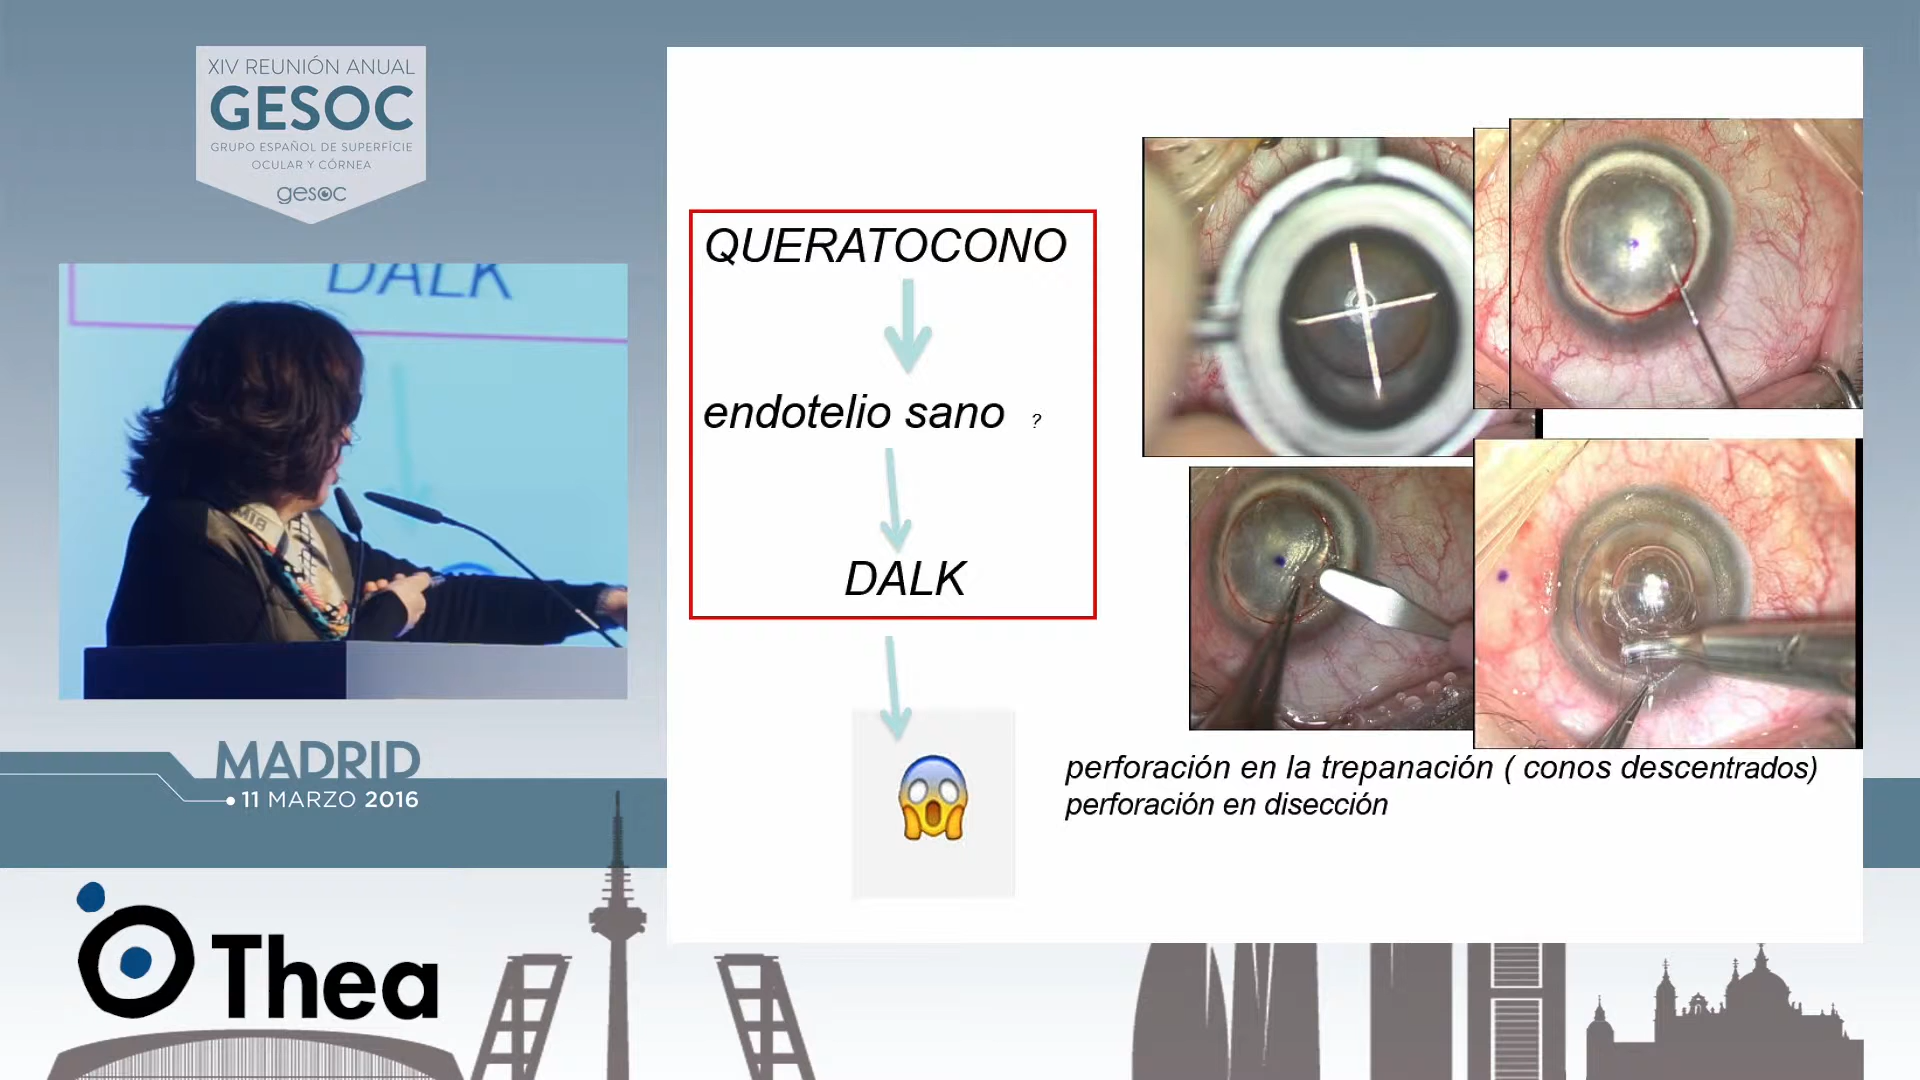 XIV REUNIÓN ANUAL
GESOC
GRUPO ESPAÑOL DE SUPERFÍCIE
OCULAR Y CÓRNEA
gesoc
DALK
MADRID
11 MARZO 2016
Thea
QUERATOCONO
endotelio sano ?
DALK
perforación en la trepanación ( conos descentrados)
perforación en disección